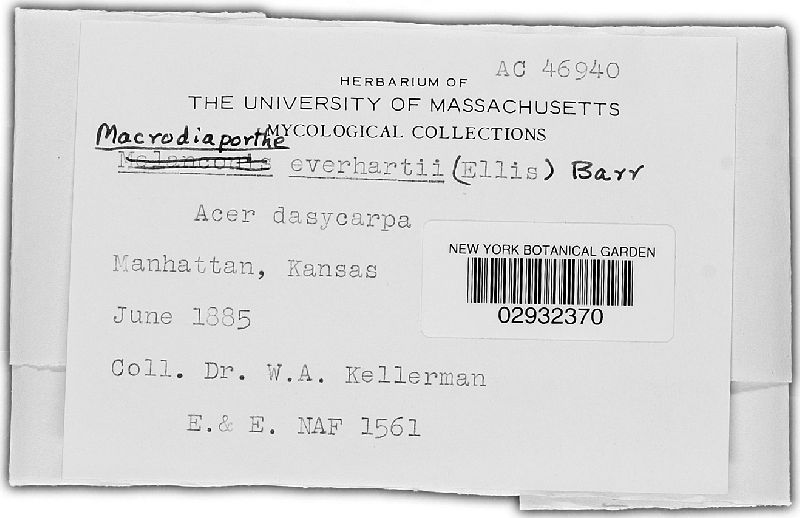 AC 46940
HERBARIUM OF
THE UNIVERSITY OF MASSACHUSETTS
MYCOLOGICAL COLLECTIONS
Macrodiaporthe
Melanconis everhartii (Ellis) Barr
Acer dasycarpa
Manhattan, Kansas
June 1885
Coll. Dr. W.A. Kellerman
E.& E. NAF 1561
NEW YORK BOTANICAL GARDEN
02932370